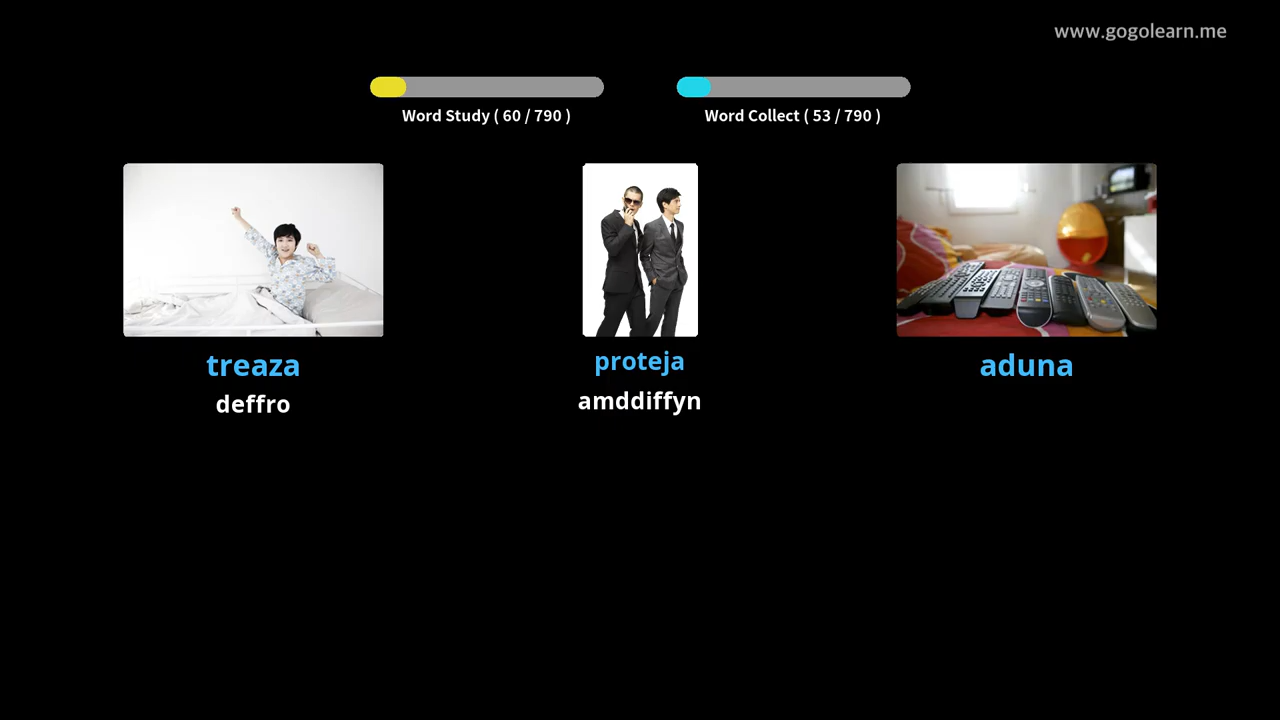 www.gogolearn.me
Word Study ( 60 / 790 )
Word Collect ( 53 / 790 )
treaza
proteja
aduna
deffro
amddiffyn